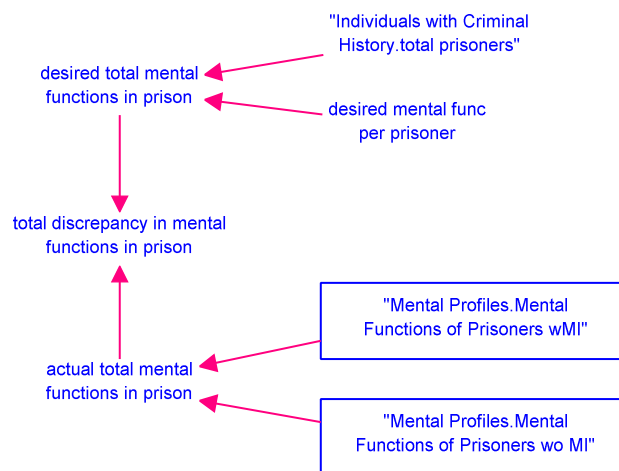 "Individuals with Criminal
History.total prisoners"
desired total mental
functions in prison
desired mental func
per prisoner
total discrepancy in mental
functions in prison
"Mental Profiles.Mental
Functions of Prisoners wMI"
actual total mental
functions in prison
"Mental Profiles.Mental
Functions of Prisoners wo MI"